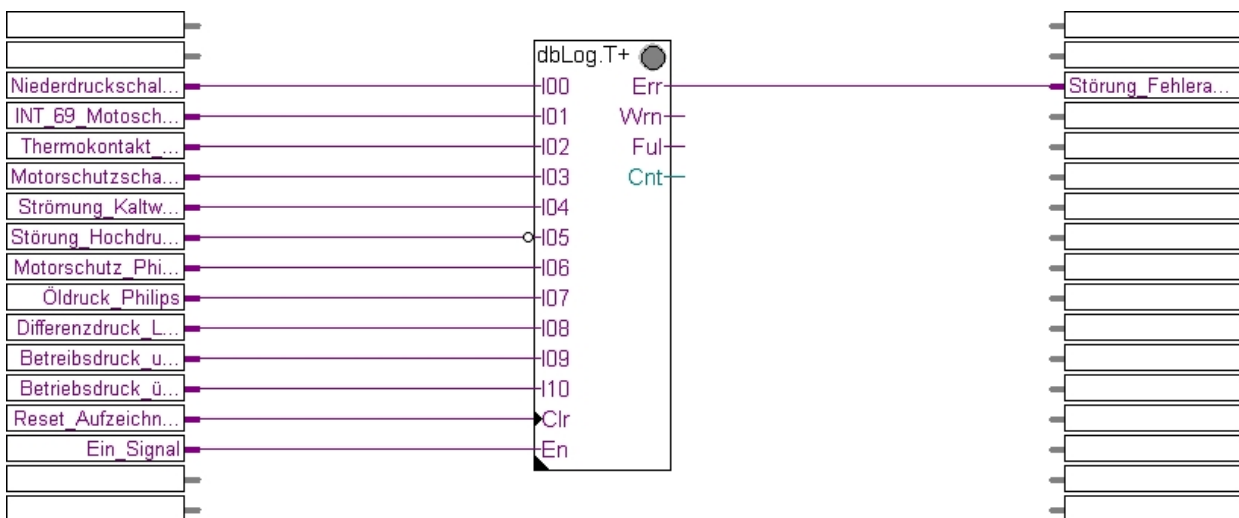 dbLog.T+
Niederdruckschal... I00 Err Störung_Fehlera...
INT_69_Motosch... I01 Wrn
Thermokontakt_... I02 Ful
Motorschutzscha... I03 Cnt
Strömung_Kaltw... I04
Störung_Hochdru... I05
Motorschutz_Phi... I06
Öldruck_Philips I07
Differenzdruck_L... I08
Betreibsdruck_u... I09
Betriebsdruck_ü... I10
Reset_Aufzeichn... Clr
Ein_Signal En